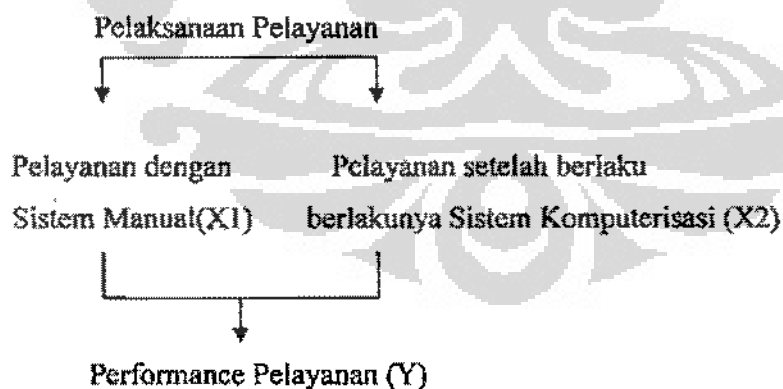 Pelaksanaan Pelayanan
Pelayanan dengan Pelayanan setelah berlaku
Sistem Manual(X1) berlakunya Sistem Komputerisasi (X2)
Performance Pelayanan (Y)